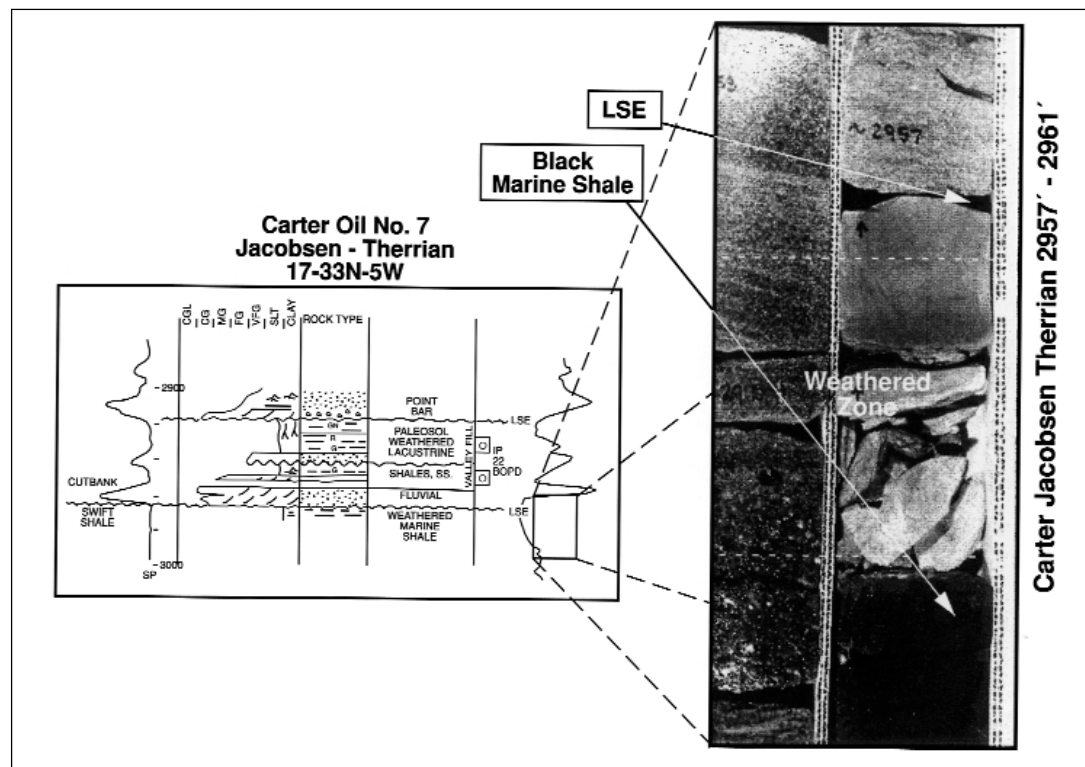 LSE
Black
Marine Shale
Carter Oil No. 7
Jacobsen - Therrian
17-33N-5W
CGL
CG
MG
FG
VFG
SLT
CLAY
ROCK TYPE
2900
POINT
BAR
LSE
GN
R
G
PALEOSOL
WEATHERED
LACUSTRINE
VALLEY FILL
IP
22
BOPD
G
SHALES, SS.
CUTBANK
FLUVIAL
SWIFT
SHALE
WEATHERED
MARINE
SHALE
LSE
3000
SP
~ 2957
Weathered
Zone
Carter Jacobsen Therrian 2957´ - 2961´